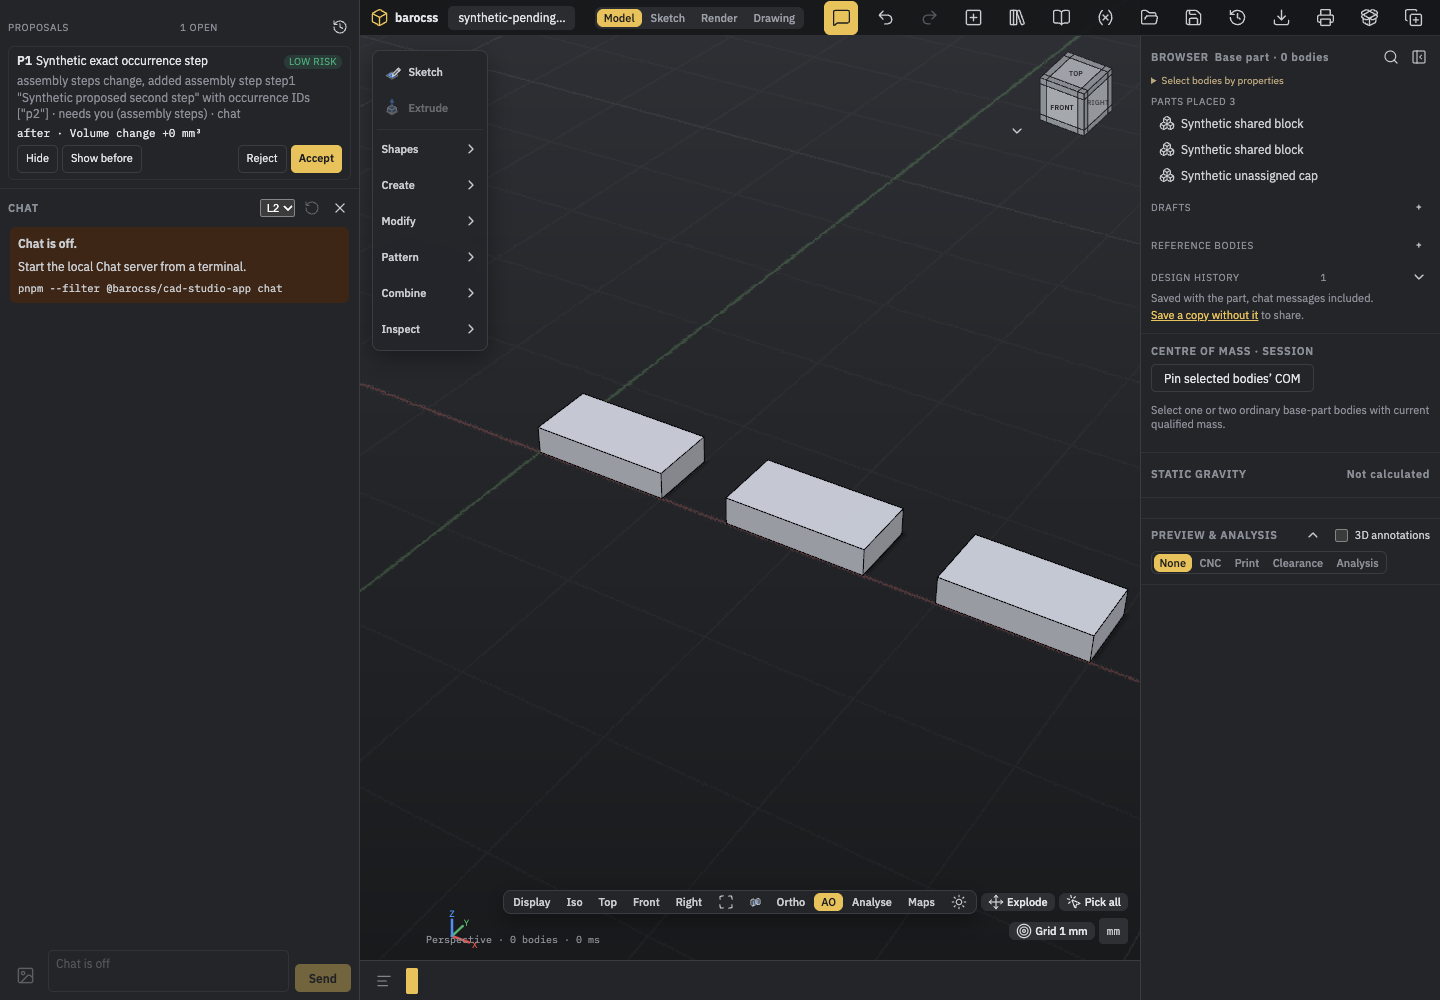 PROPOSALS 1 OPEN
P1 Synthetic exact occurrence step LOW RISK
assembly steps change, added assembly step step1
"Synthetic proposed second step" with occurrence IDs
["p2"] · needs you (assembly steps) · chat
after · Volume change +0 mm³
Hide Show before Reject Accept
CHAT L2
Chat is off.
Start the local Chat server from a terminal.
pnpm --filter @barocss/cad-studio-app chat
Chat is off
Send
barocss synthetic-pending... Model Sketch Render Drawing
Sketch
Extrude
Shapes
Create
Modify
Pattern
Combine
Inspect
TOP
FRONT
RIGHT
Display Iso Top Front Right Ortho AO Analyse Maps Explode Pick all
Z
Y
X
Perspective · 0 bodies · 0 ms
Grid 1 mm mm
BROWSER Base part · 0 bodies
Select bodies by properties
PARTS PLACED 3
Synthetic shared block
Synthetic shared block
Synthetic unassigned cap
DRAFTS +
REFERENCE BODIES +
DESIGN HISTORY 1
Saved with the part, chat messages included.
Save a copy without it to share.
CENTRE OF MASS · SESSION
Pin selected bodies’ COM
Select one or two ordinary base-part bodies with current
qualified mass.
STATIC GRAVITY Not calculated
PREVIEW & ANALYSIS 3D annotations
None CNC Print Clearance Analysis